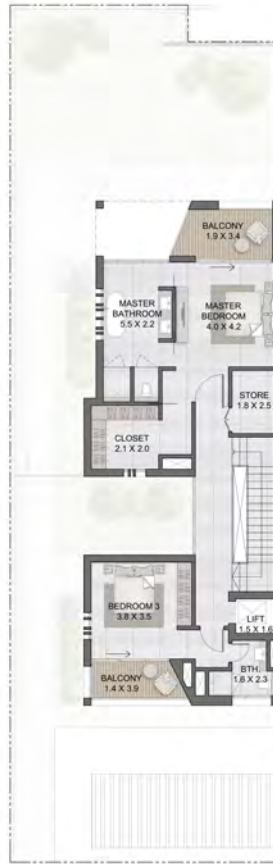 BALCONY
1.9 X 3.4
MASTER
BATHROOM
5.5 X 2.2
MASTER
BEDROOM
4.0 X 4.2
STORE
1.8 X 2.5
CLOSET
2.1 X 2.0
BEDROOM 3
3.8 X 3.5
LIFT
1.5 X 1.6
BALCONY
1.4 X 3.9
BTH.
1.6 X 2.3